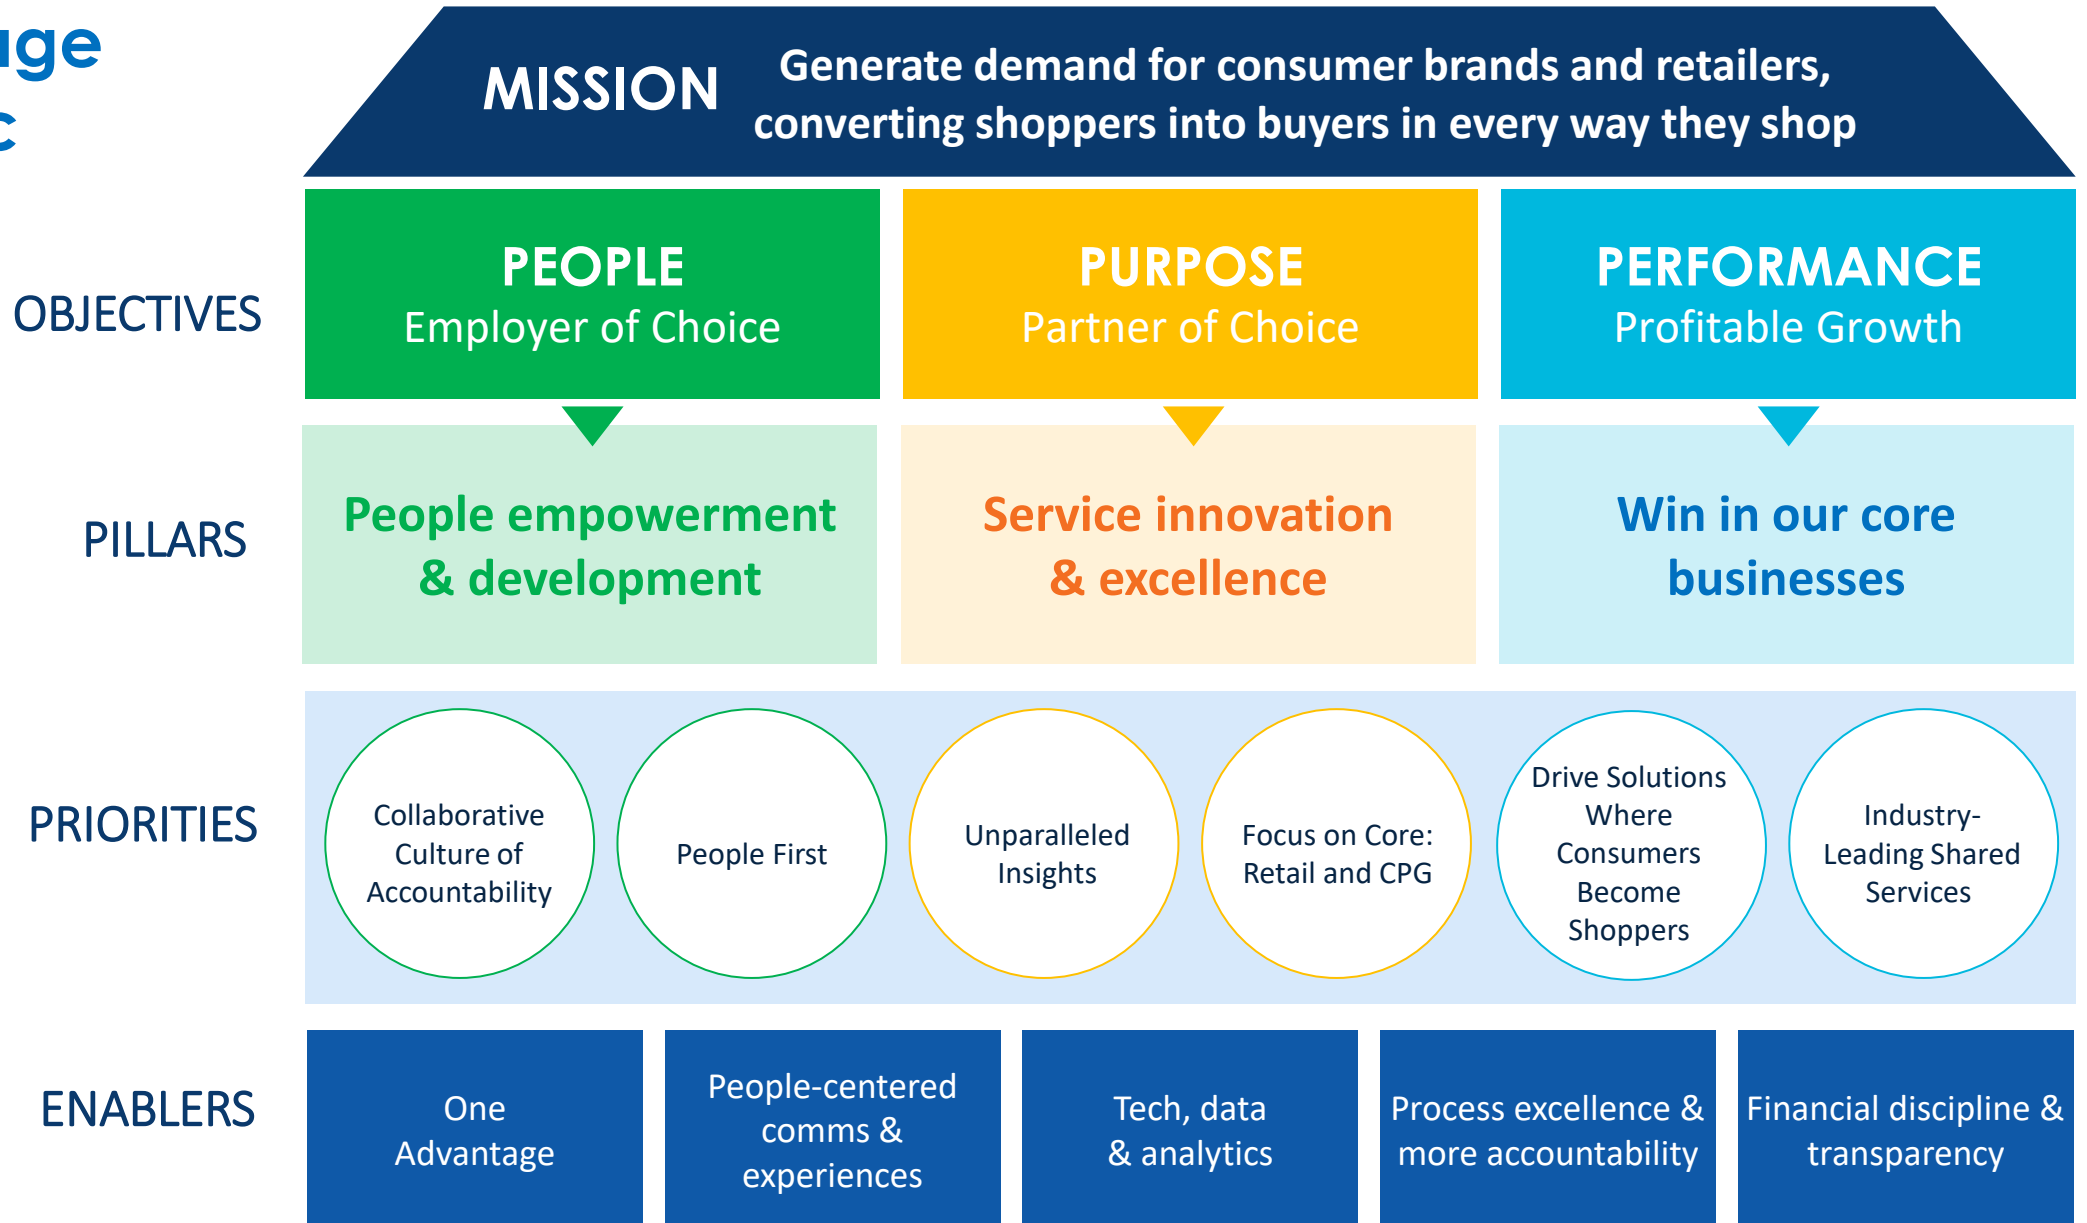 MISSION
Generate demand for consumer brands and retailers,
converting shoppers into buyers in every way they shop
OBJECTIVES
PEOPLE
Employer of Choice
PURPOSE
Partner of Choice
PERFORMANCE
Profitable Growth
PILLARS
People empowerment
& development
Service innovation
& excellence
Win in our core
businesses
PRIORITIES
Collaborative
Culture of
Accountability
People First
Unparalleled
Insights
Focus on Core:
Retail and CPG
Drive Solutions
Where
Consumers
Become
Shoppers
Industry-
Leading Shared
Services
ENABLERS
One
Advantage
People-centered
comms &
experiences
Tech, data
& analytics
Process excellence &
more accountability
Financial discipline &
transparency